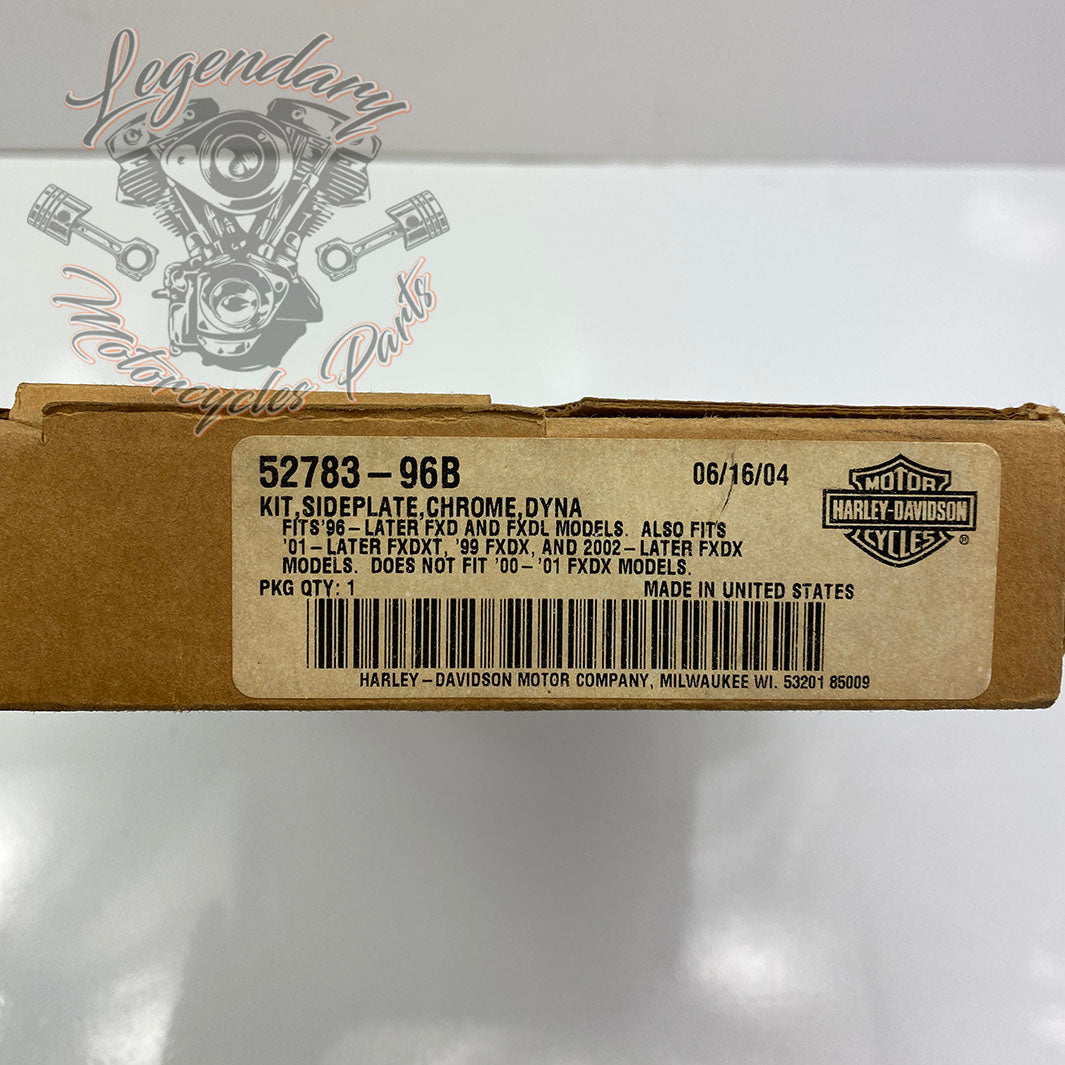 Legendary
Motorcycles Parts
52783-96B 06/16/04
KIT,SIDEPLATE,CHROME,DYNA
FITS '96-LATER FXD AND FXDL MODELS. ALSO FITS
'01-LATER FXDXT, '99 FXDX, AND 2002-LATER FXDX
MODELS. DOES NOT FIT '00-'01 FXDX MODELS.
PKG QTY: 1 MADE IN UNITED STATES
HARLEY-DAVIDSON MOTOR COMPANY, MILWAUKEE WI. 53201 85009
MOTOR
HARLEY-DAVIDSON
CYCLES
®